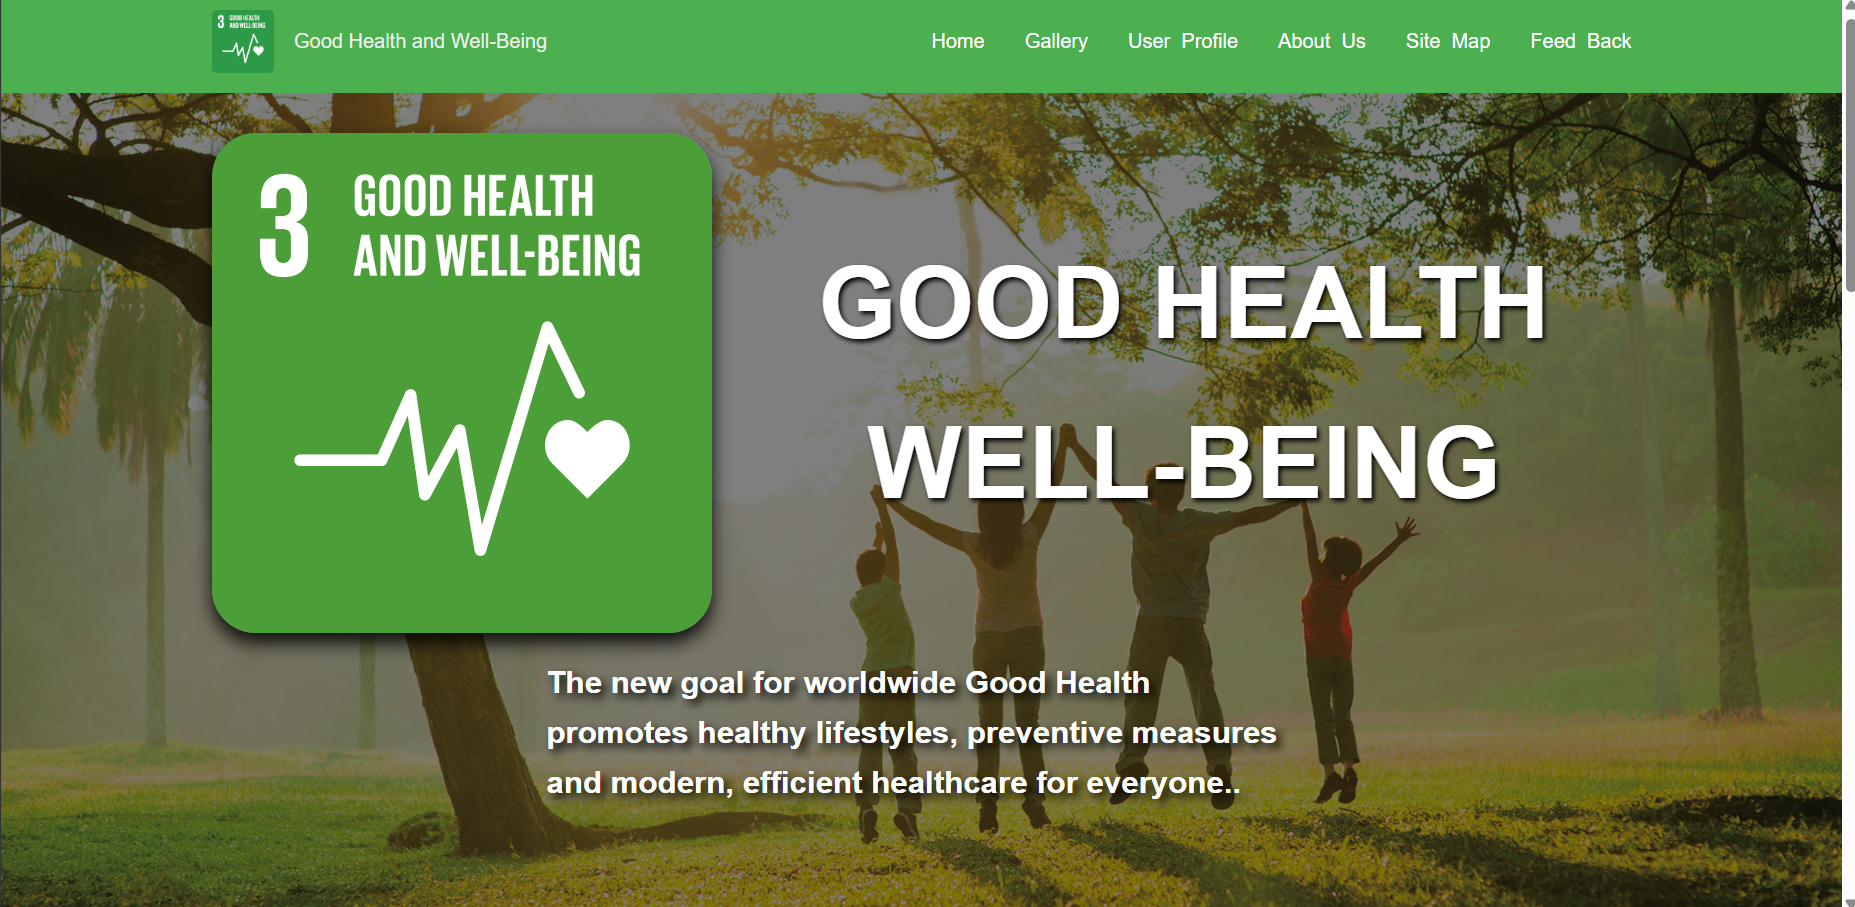 3 GOOD HEALTH
AND WELL-BEING
Good Health and Well-Being
Home Gallery User Profile About Us Site Map Feed Back
3 GOOD HEALTH
AND WELL-BEING
GOOD HEALTH
WELL-BEING
The new goal for worldwide Good Health
promotes healthy lifestyles, preventive measures
and modern, efficient healthcare for everyone..